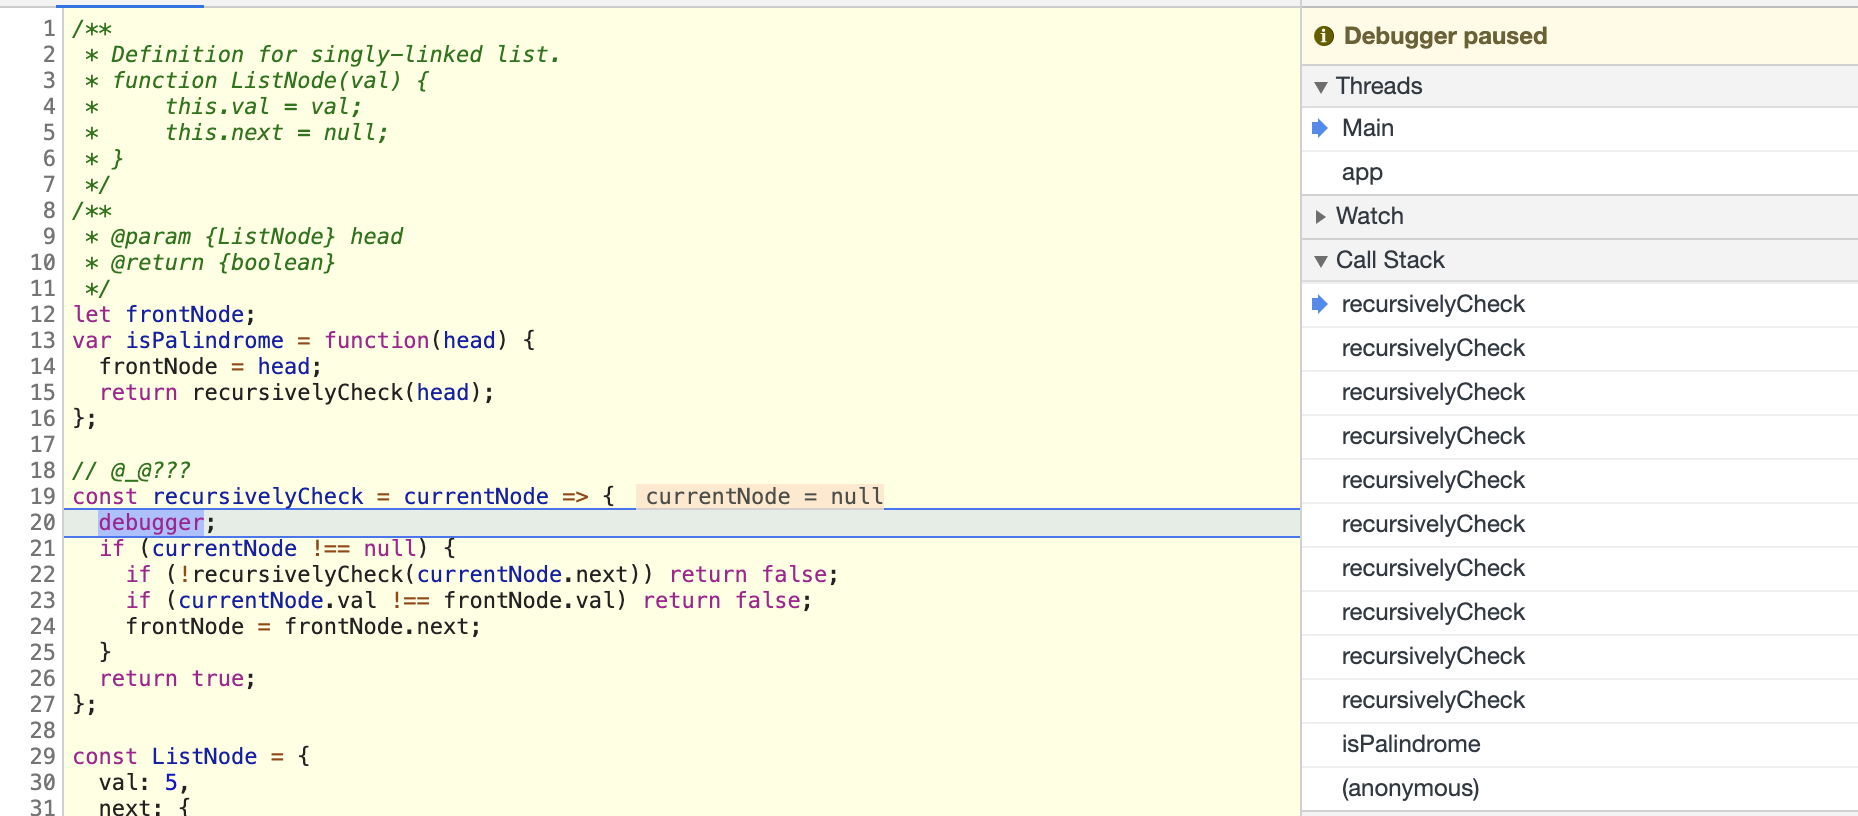 1 /**
2  * Definition for singly-linked list.
3  * function ListNode(val) {
4  *     this.val = val;
5  *     this.next = null;
6  * }
7  */
8 /**
9  * @param {ListNode} head
10  * @return {boolean}
11  */
12 let frontNode;
13 var isPalindrome = function(head) {
14   frontNode = head;
15   return recursivelyCheck(head);
16 };
17
18 // @_@???
19 const recursivelyCheck = currentNode => {  currentNode = null
20   debugger;
21   if (currentNode !== null) {
22     if (!recursivelyCheck(currentNode.next)) return false;
23     if (currentNode.val !== frontNode.val) return false;
24     frontNode = frontNode.next;
25   }
26   return true;
27 };
28
29 const ListNode = {
30   val: 5,
31   next: {
Debugger paused
Threads
Main
app
Watch
Call Stack
recursivelyCheck
recursivelyCheck
recursivelyCheck
recursivelyCheck
recursivelyCheck
recursivelyCheck
recursivelyCheck
recursivelyCheck
recursivelyCheck
recursivelyCheck
isPalindrome
(anonymous)